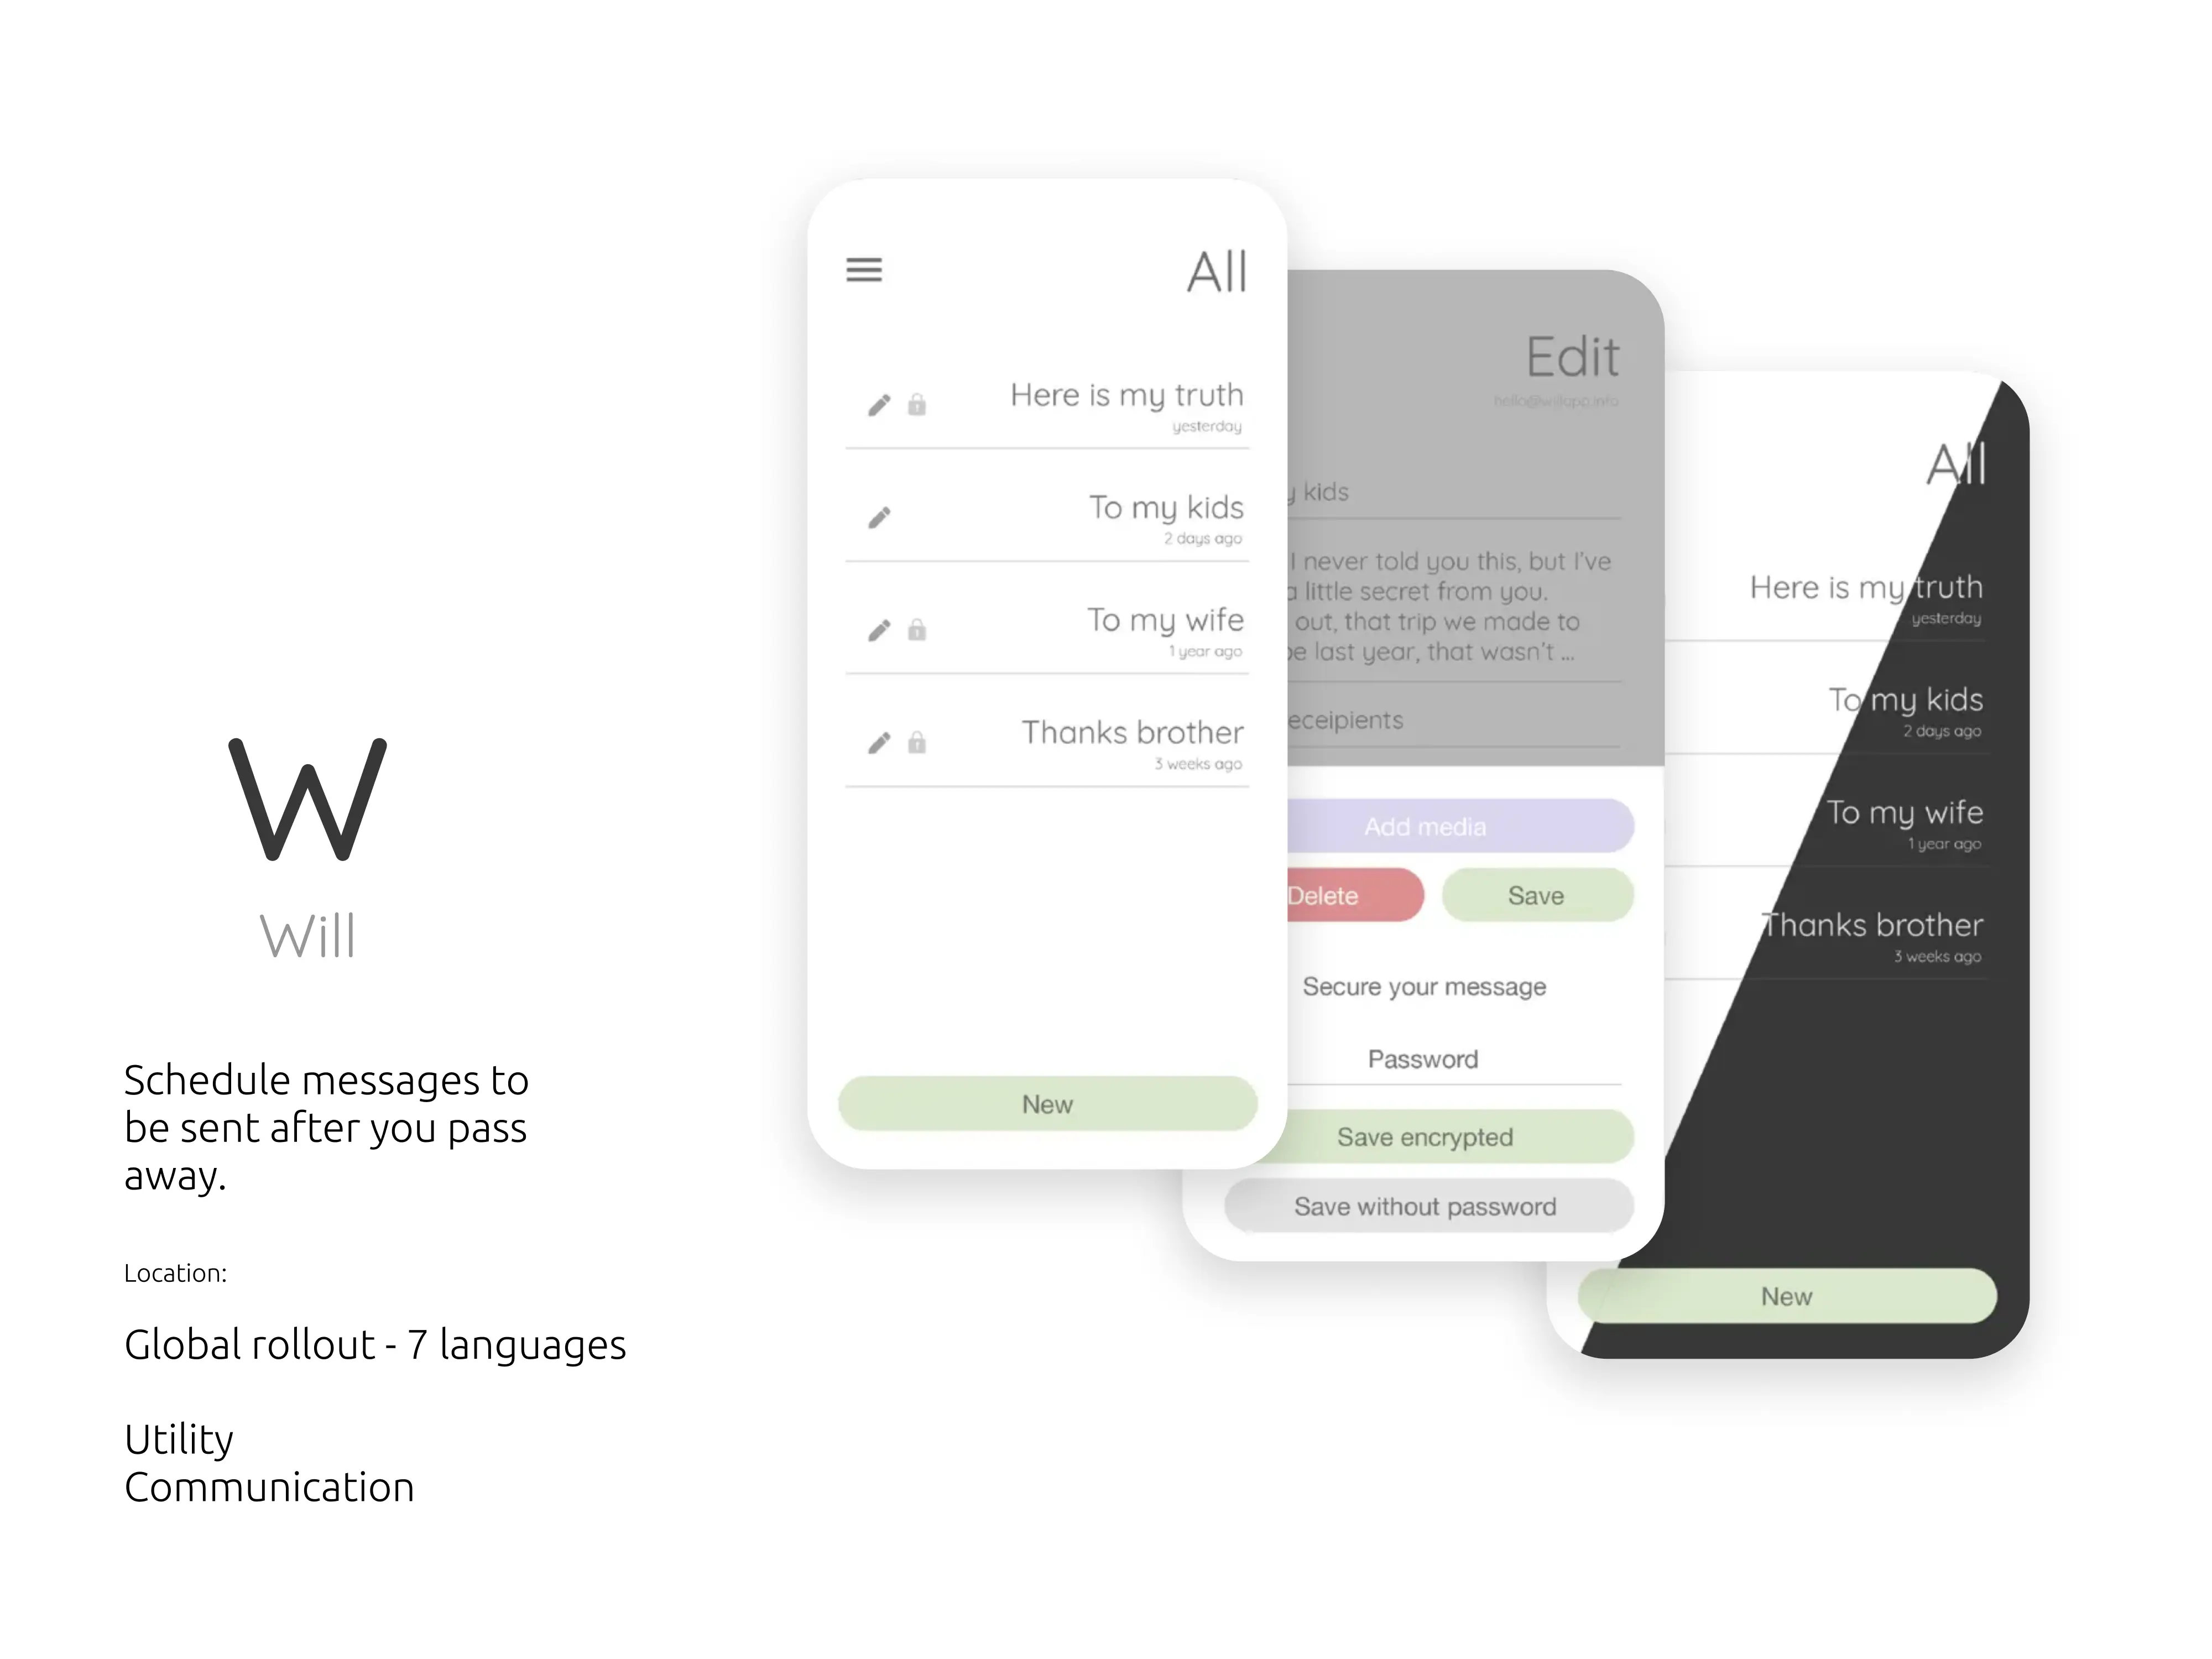 W
Will
Schedule messages to
be sent after you pass
away.
Location:
Global rollout - 7 languages
Utility
Communication
All
Here is my truth
yesterday
To my kids
2 days ago
To my wife
1 year ago
Thanks brother
3 weeks ago
New
Edit
hello@willapp.info
y kids
I never told you this, but I've
a little secret from you.
out, that trip we made to
be last year, that wasn't ...
eceipients
Add media
Delete
Save
Secure your message
Password
Save encrypted
Save without password
All
Here is my truth
yesterday
To my kids
2 days ago
To my wife
1 year ago
Thanks brother
3 weeks ago
New